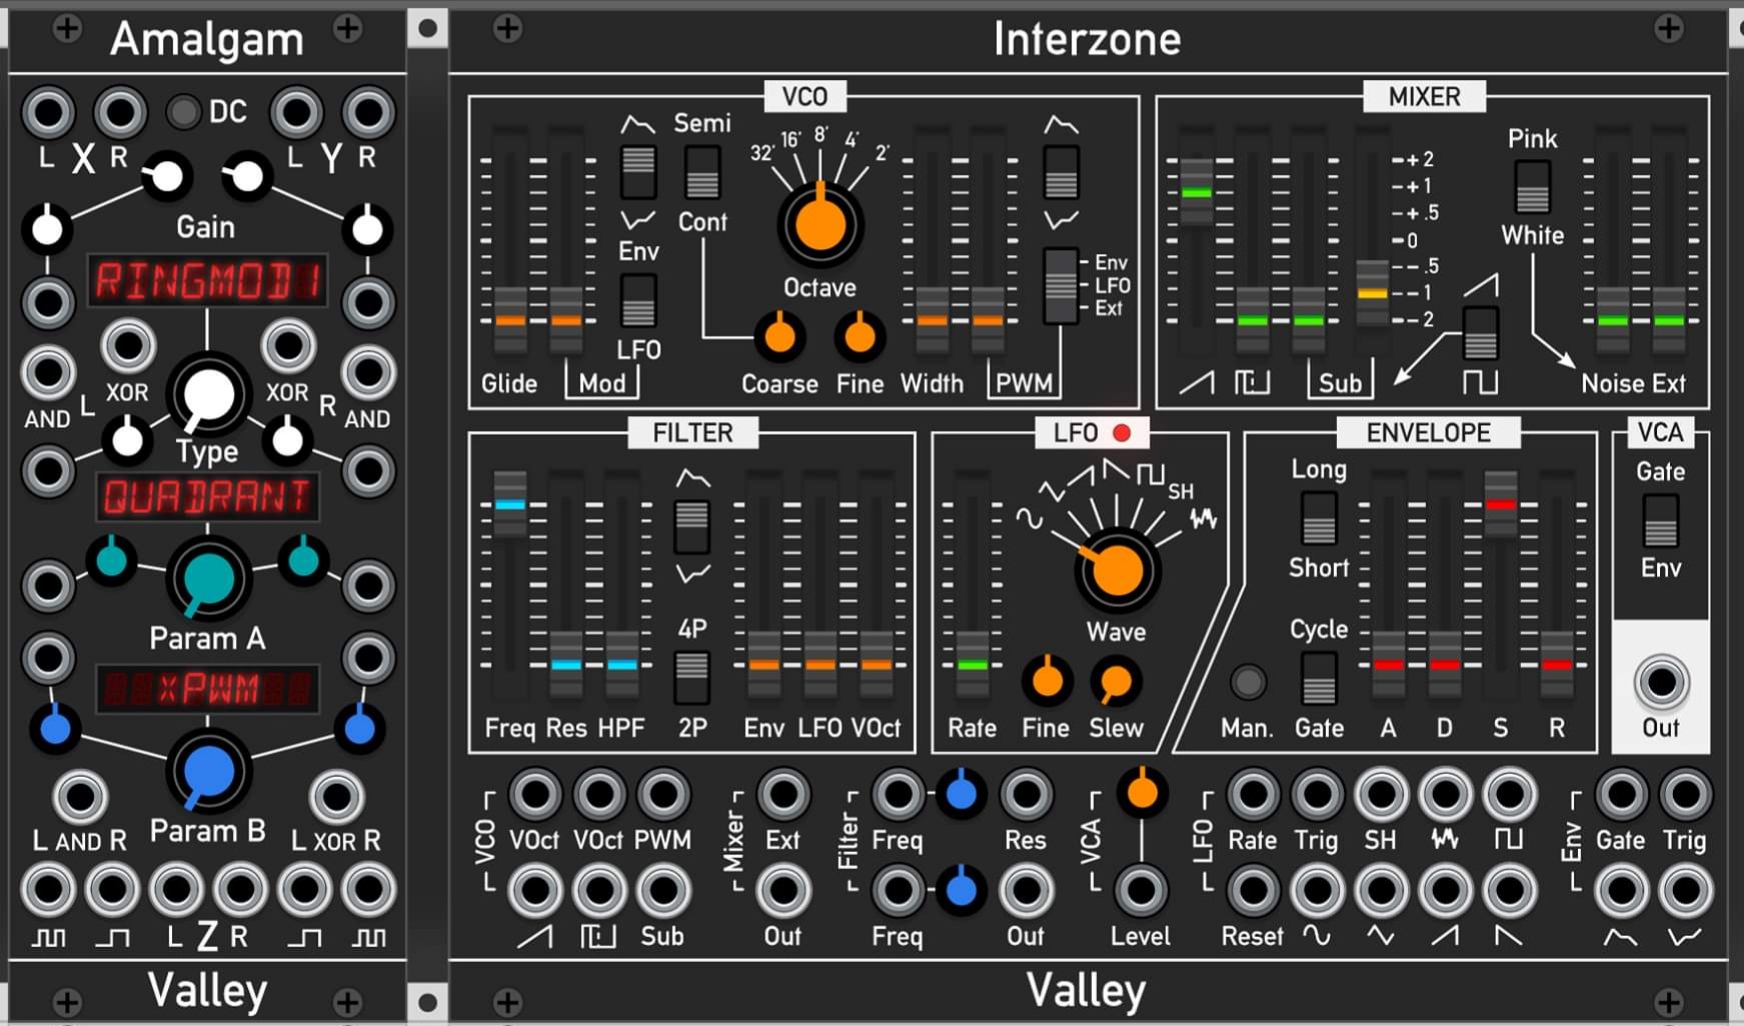 Amalgam
DC
L X R
L Y R
Gain
RINGMOD1
XOR
XOR
AND
L
R
AND
Type
QUADRANT
Param A
xPWM
Param B
L AND R
L XOR R
L Z R
Valley
Interzone
VCO
Semi
Cont
Env
LFO
32' 16' 8' 4' 2'
Octave
Env
LFO
Ext
Glide
Mod
Coarse
Fine
Width
PWM
MIXER
+2
+1
+.5
0
-.5
-1
-2
Pink
White
Sub
Noise Ext
FILTER
4P
2P
Freq Res HPF
Env LFO VOct
LFO
SH
Wave
Rate
Fine
Slew
ENVELOPE
Long
Short
Cycle
Man.
Gate
A
D
S
R
VCA
Gate
Env
Out
VCO
VOct VOct PWM
Sub
Mixer
Ext
Out
Filter
Freq
Res
Freq
Out
VCA
Level
LFO
Rate Trig SH
Reset
Env
Gate Trig
Valley